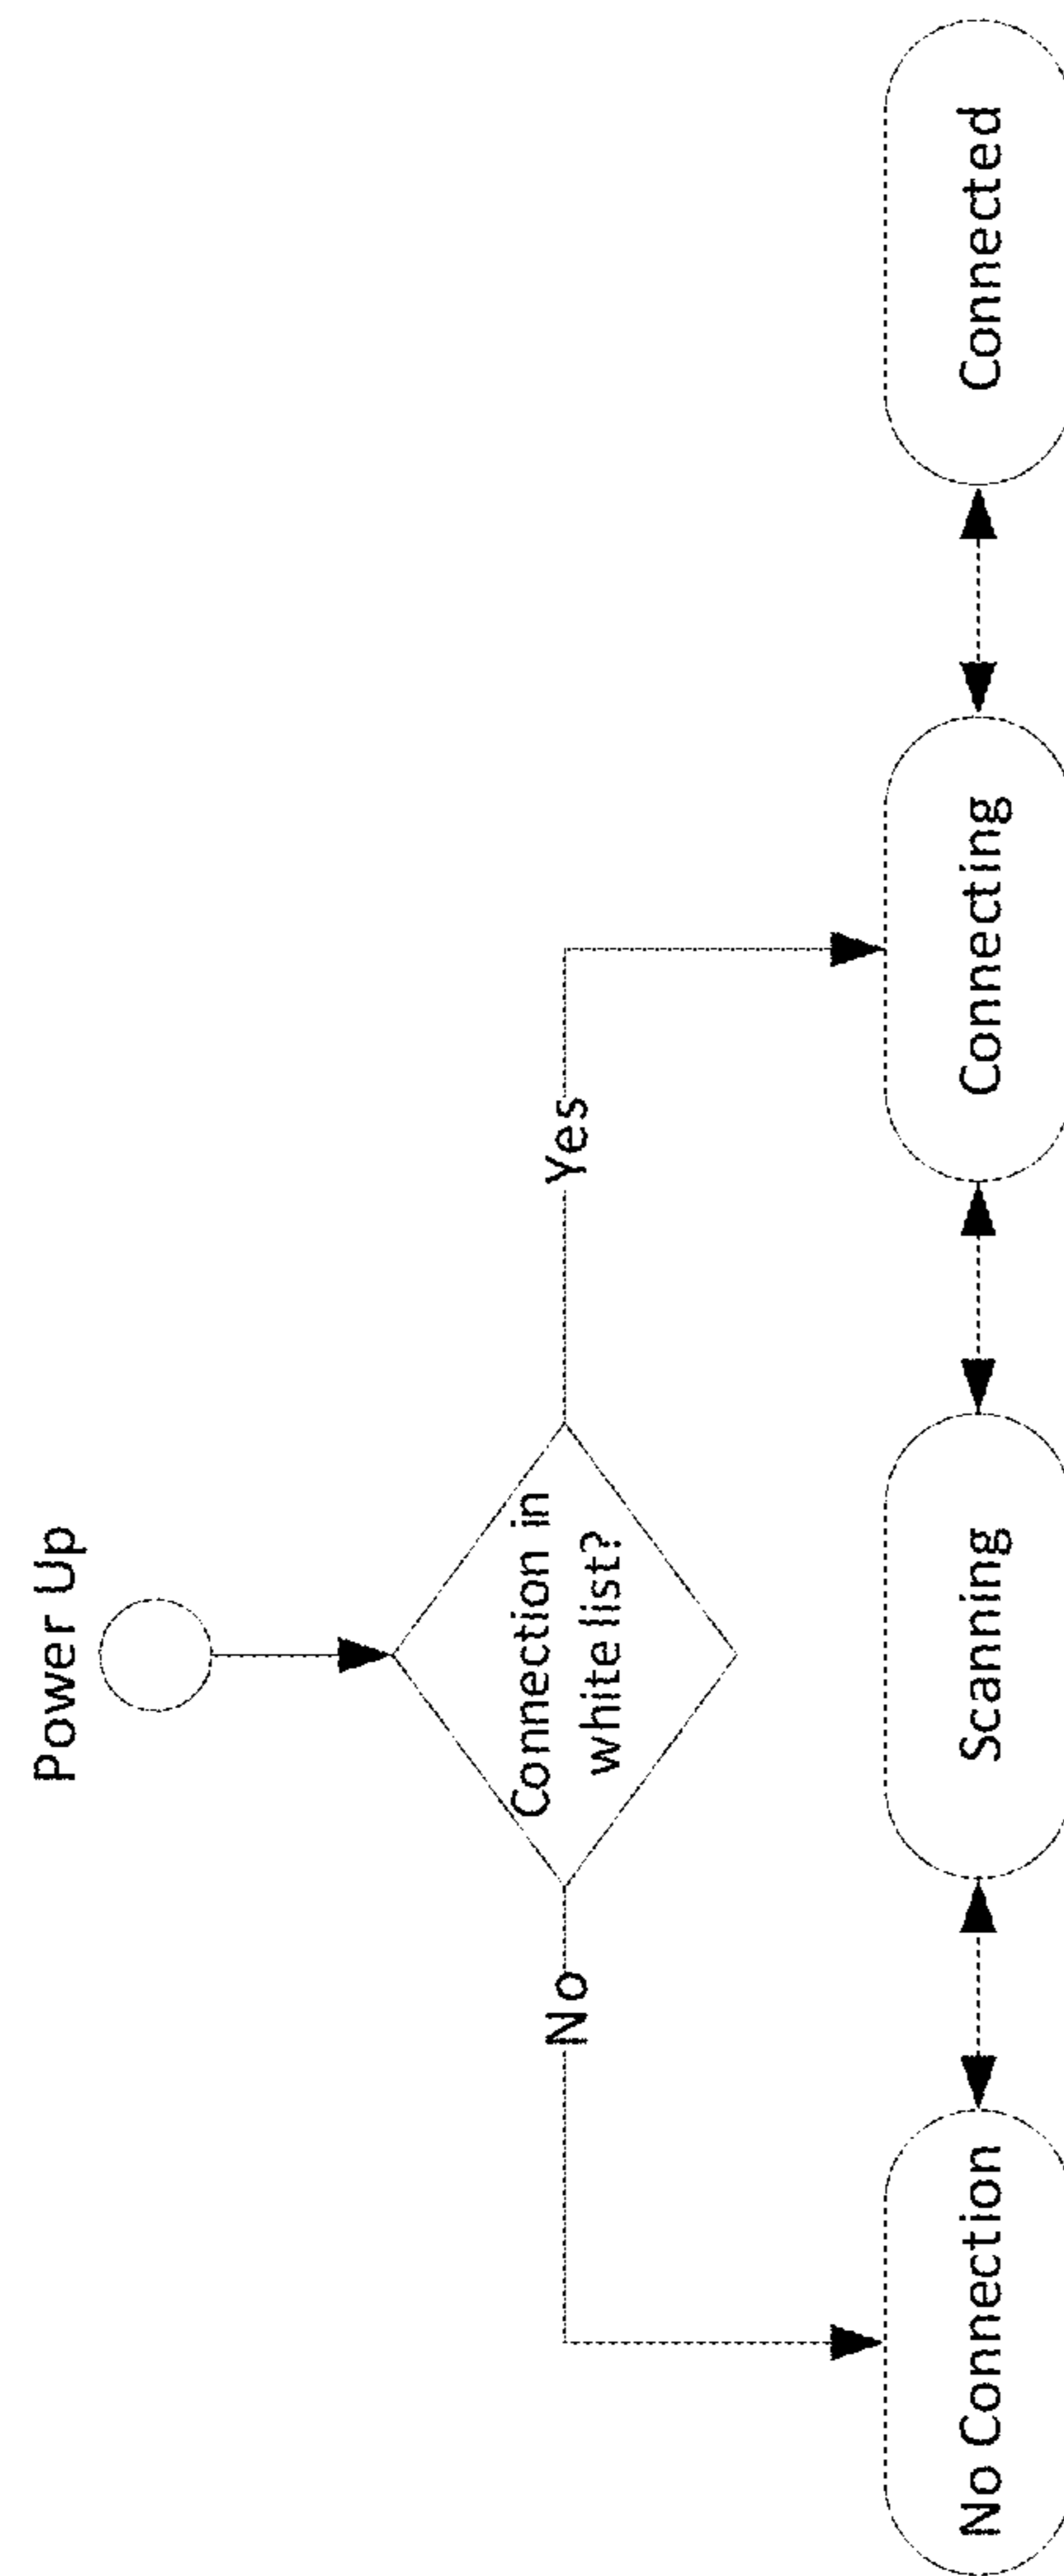 Power Up
Connection in
white list?
No
Yes
No Connection
Scanning
Connecting
Connected